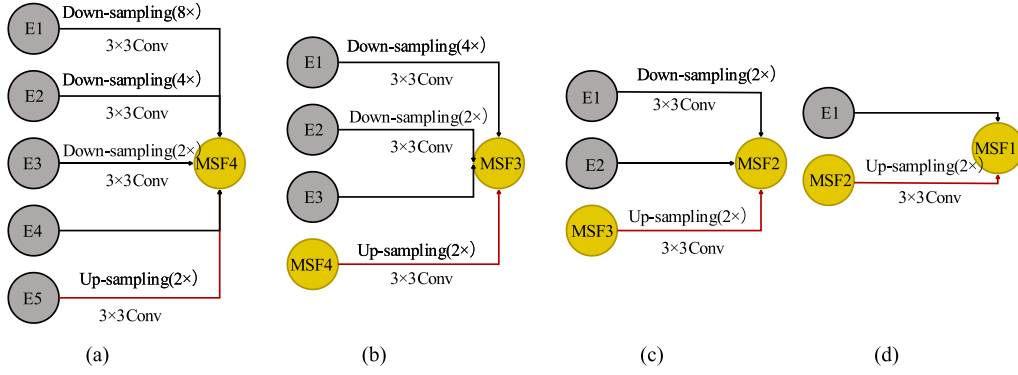 E1
Down-sampling(8×)
3×3Conv
E2
Down-sampling(4×)
3×3Conv
E3
Down-sampling(2×)
3×3Conv
MSF4
E4
E5
Up-sampling(2×)
3×3Conv
(a)
E1
Down-sampling(4×)
3×3Conv
E2
Down-sampling(2×)
3×3Conv
MSF3
E3
MSF4
Up-sampling(2×)
3×3Conv
(b)
E1
Down-sampling(2×)
3×3Conv
E2
MSF2
MSF3
Up-sampling(2×)
3×3Conv
(c)
E1
MSF1
MSF2
Up-sampling(2×)
3×3Conv
(d)